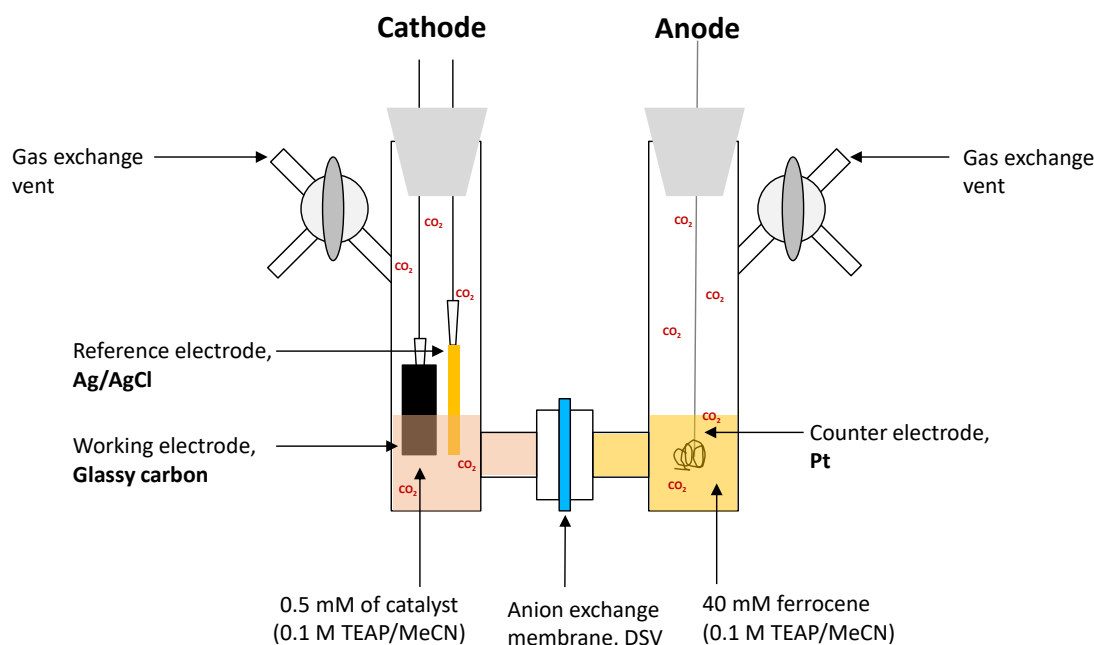 Cathode
Anode
Gas exchange
vent
Gas exchange
vent
CO₂
CO₂
CO₂
CO₂
CO₂
CO₂
CO₂
CO₂
CO₂
CO₂
Reference electrode,
Ag/AgCl
Working electrode,
Glassy carbon
Counter electrode,
Pt
0.5 mM of catalyst
(0.1 M TEAP/MeCN)
Anion exchange
membrane, DSV
40 mM ferrocene
(0.1 M TEAP/MeCN)